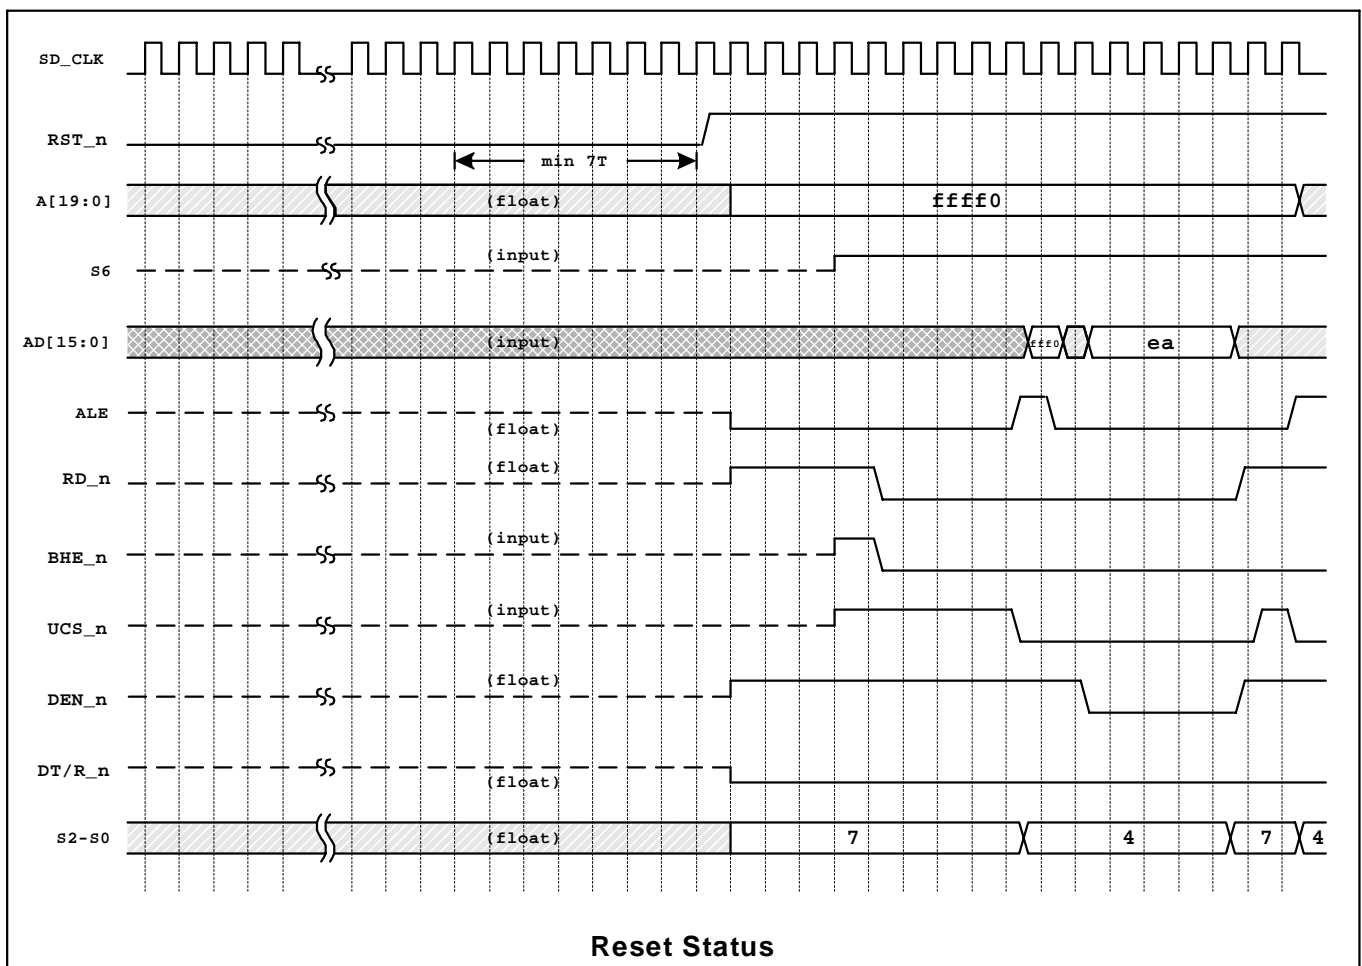 SD_CLK
RST_n
min 7T
A[19:0] (float) ffff0
S6 (input)
AD[15:0] (input) fff0 ea
ALE (float)
RD_n (float)
BHE_n (input)
UCS_n (input)
DEN_n (float)
DT/R_n (float)
S2-S0 (float) 7 4 7 4
Reset Status